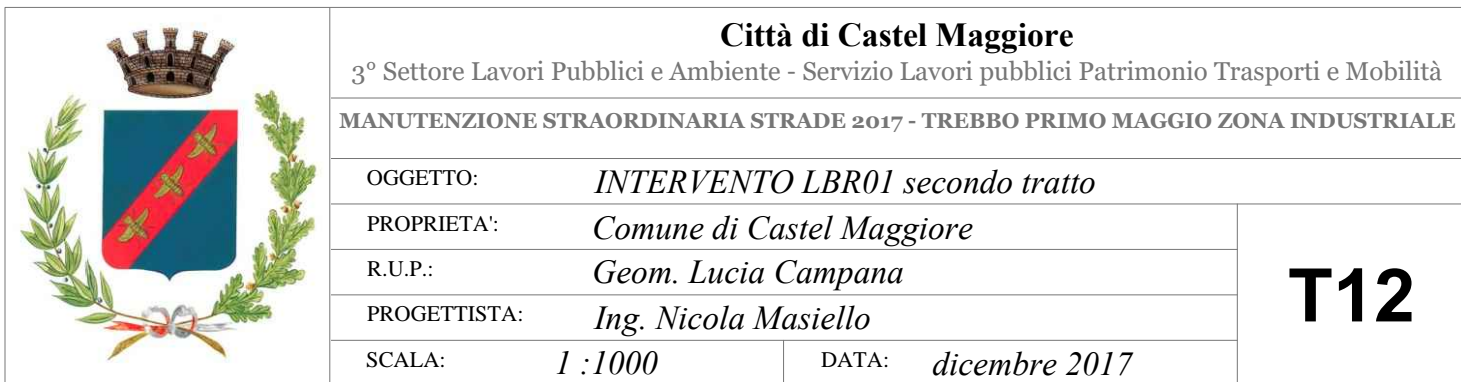 Città di Castel Maggiore
3° Settore Lavori Pubblici e Ambiente - Servizio Lavori pubblici Patrimonio Trasporti e Mobilità
MANUTENZIONE STRAORDINARIA STRADE 2017 - TREBBO PRIMO MAGGIO ZONA INDUSTRIALE
OGGETTO: INTERVENTO LBR01 secondo tratto
PROPRIETA': Comune di Castel Maggiore
R.U.P.: Geom. Lucia Campana
PROGETTISTA: Ing. Nicola Masiello
T12
SCALA: 1 :1000 DATA: dicembre 2017